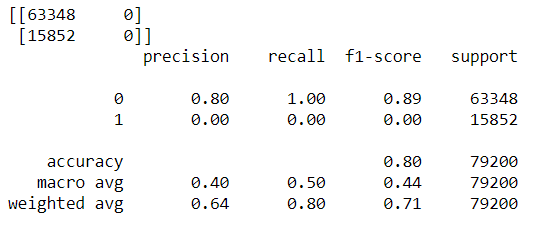 [[63348 0]
[15852 0]]
precision recall f1-score support
0 0.80 1.00 0.89 63348
1 0.00 0.00 0.00 15852
accuracy 0.80 79200
macro avg 0.40 0.50 0.44 79200
weighted avg 0.64 0.80 0.71 79200